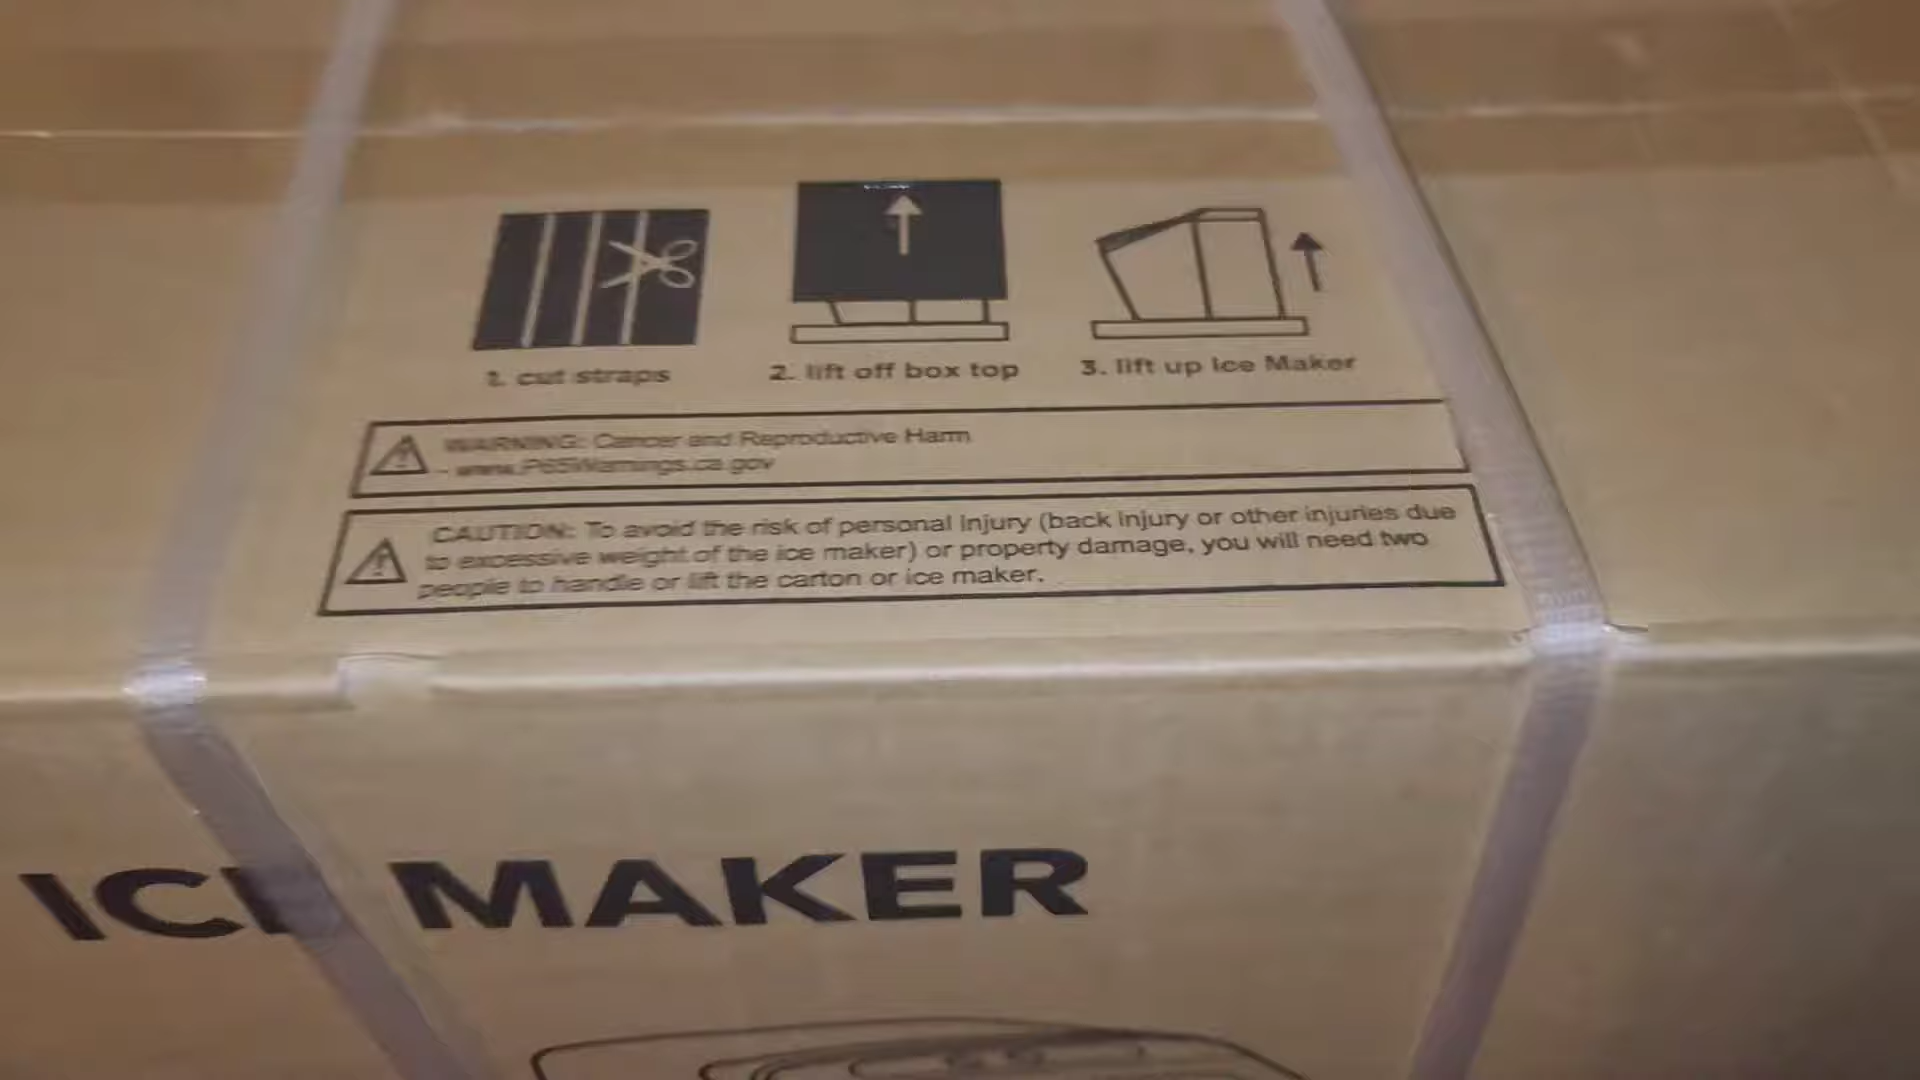 1. cut straps
2. lift off box top
3. lift up Ice Maker
WARNING: Cancer and Reproductive Harm
- www.P65Warnings.ca.gov
CAUTION: To avoid the risk of personal injury (back injury or other injuries due
to excessive weight of the ice maker) or property damage, you will need two
people to handle or lift the carton or ice maker.
ICE MAKER